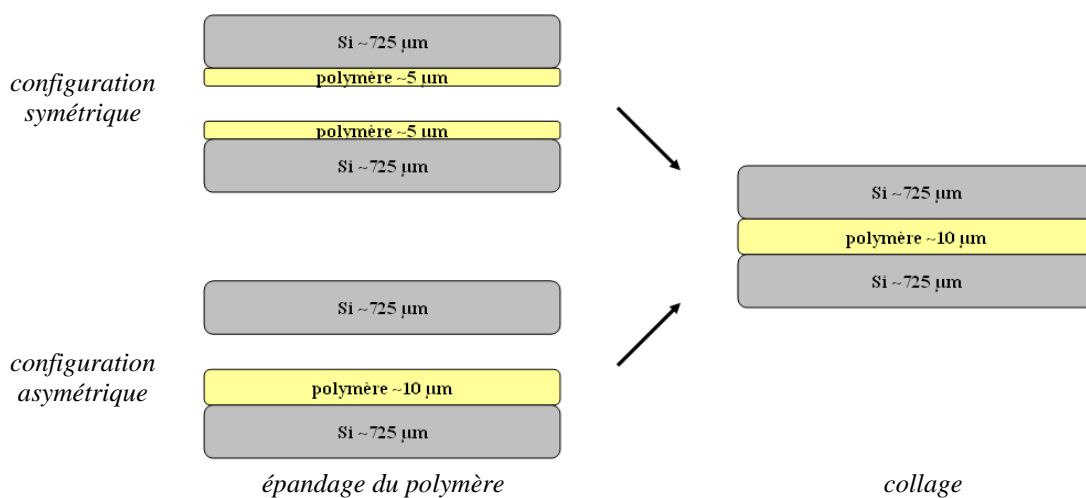 Si ~725 µm
polymère ~5 µm
configuration
symétrique
polymère ~5 µm
Si ~725 µm
Si ~725 µm
polymère ~10 µm
Si ~725 µm
Si ~725 µm
configuration
asymétrique
polymère ~10 µm
Si ~725 µm
épandage du polymère
collage